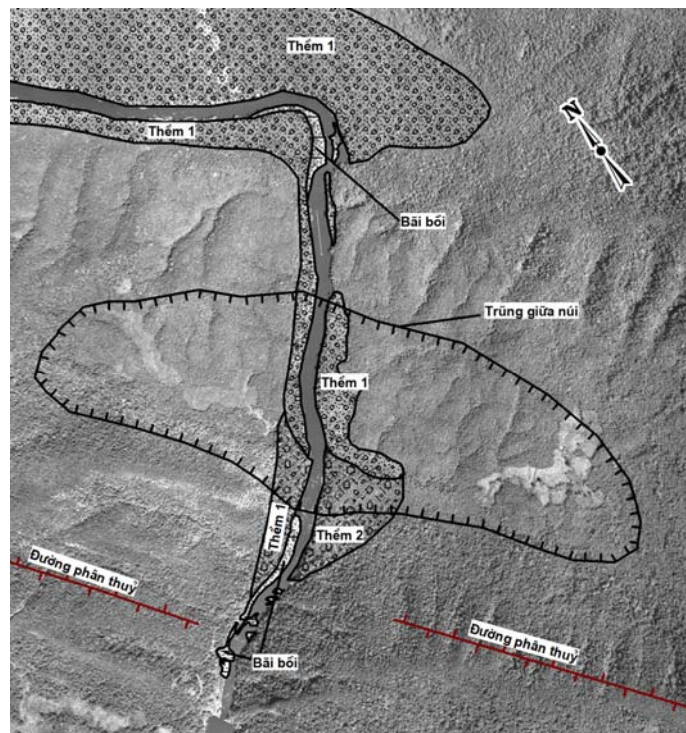 Thềm 1
Thềm 1
N
Bãi bồi
Trũng giữa núi
Thềm 1
Thềm 1
Thềm 2
Đường phân thuỷ
Đường phân thuỷ
Bãi bồi